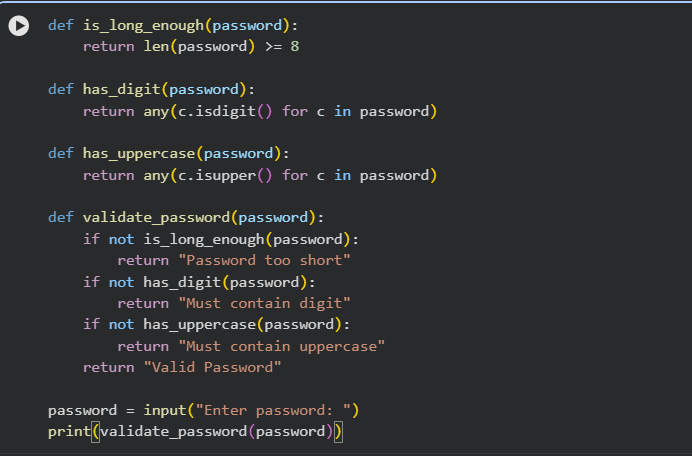 def is_long_enough(password):
    return len(password) >= 8

def has_digit(password):
    return any(c.isdigit() for c in password)

def has_uppercase(password):
    return any(c.isupper() for c in password)

def validate_password(password):
    if not is_long_enough(password):
        return "Password too short"
    if not has_digit(password):
        return "Must contain digit"
    if not has_uppercase(password):
        return "Must contain uppercase"
    return "Valid Password"

password = input("Enter password: ")
print(validate_password(password))